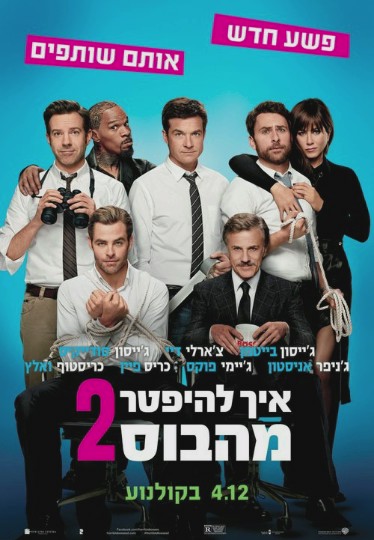 פשע חדש
אותם שותפים
ג'ייסון בייטמן צ'ארלי דיי ג'ייסון
ג'ניפר אניסטון ג'יימי פוקס כריס פיין כריסטוף ואלץ
איך להיפטר
מהבוס 2
4.12 בקולנוע